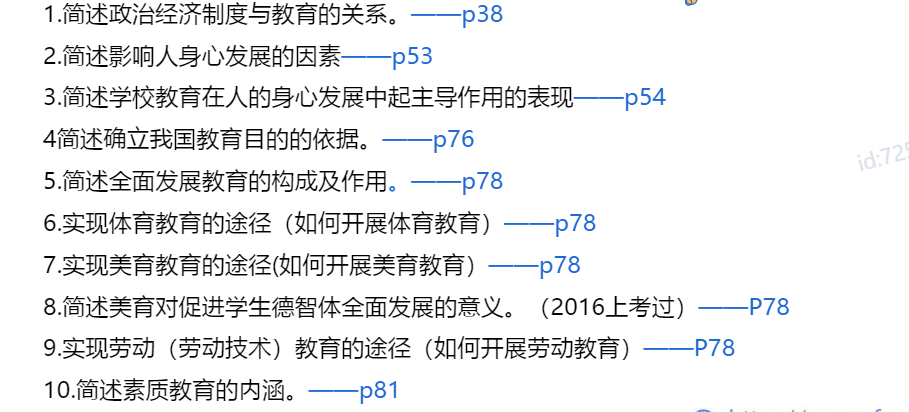 1.简述政治经济制度与教育的关系。——p38
2.简述影响人身心发展的因素——p53
3.简述学校教育在人的身心发展中起主导作用的表现——p54
4简述确立我国教育目的的依据。——p76
id:725
5.简述全面发展教育的构成及作用。——p78
6.实现体育教育的途径（如何开展体育教育）——p78
7.实现美育教育的途径(如何开展美育教育）——p78
8.简述美育对促进学生德智体全面发展的意义。（2016上考过）——P78
9.实现劳动（劳动技术）教育的途径（如何开展劳动教育）——P78
10.简述素质教育的内涵。——p81